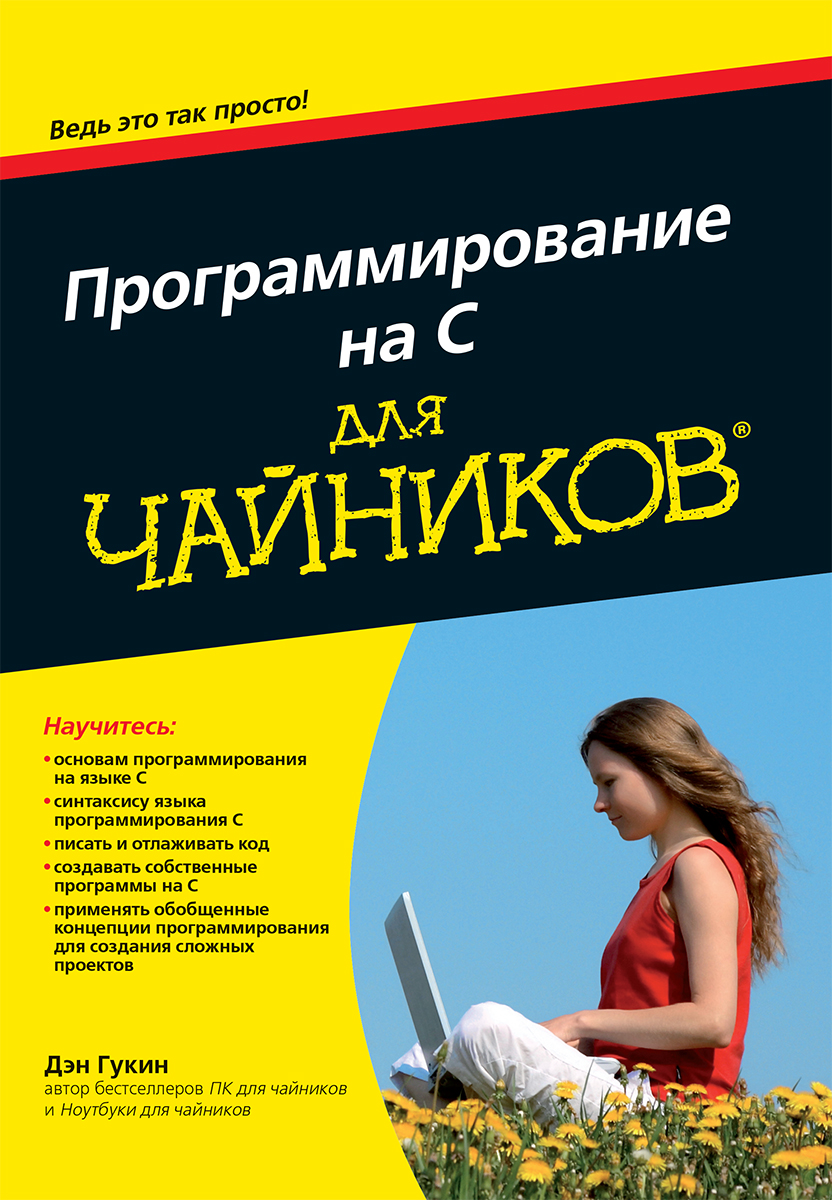 Ведь это так просто!
Программирование
на C
для
ЧАЙНИКОВ®
Научитесь:
• основам программирования
на языке C
• синтаксису языка
программирования C
• писать и отлаживать код
• создавать собственные
программы на C
• применять обобщенные
концепции программирования
для создания сложных
проектов
Дэн Гукин
автор бестселлеров ПК для чайников
и Ноутбуки для чайников